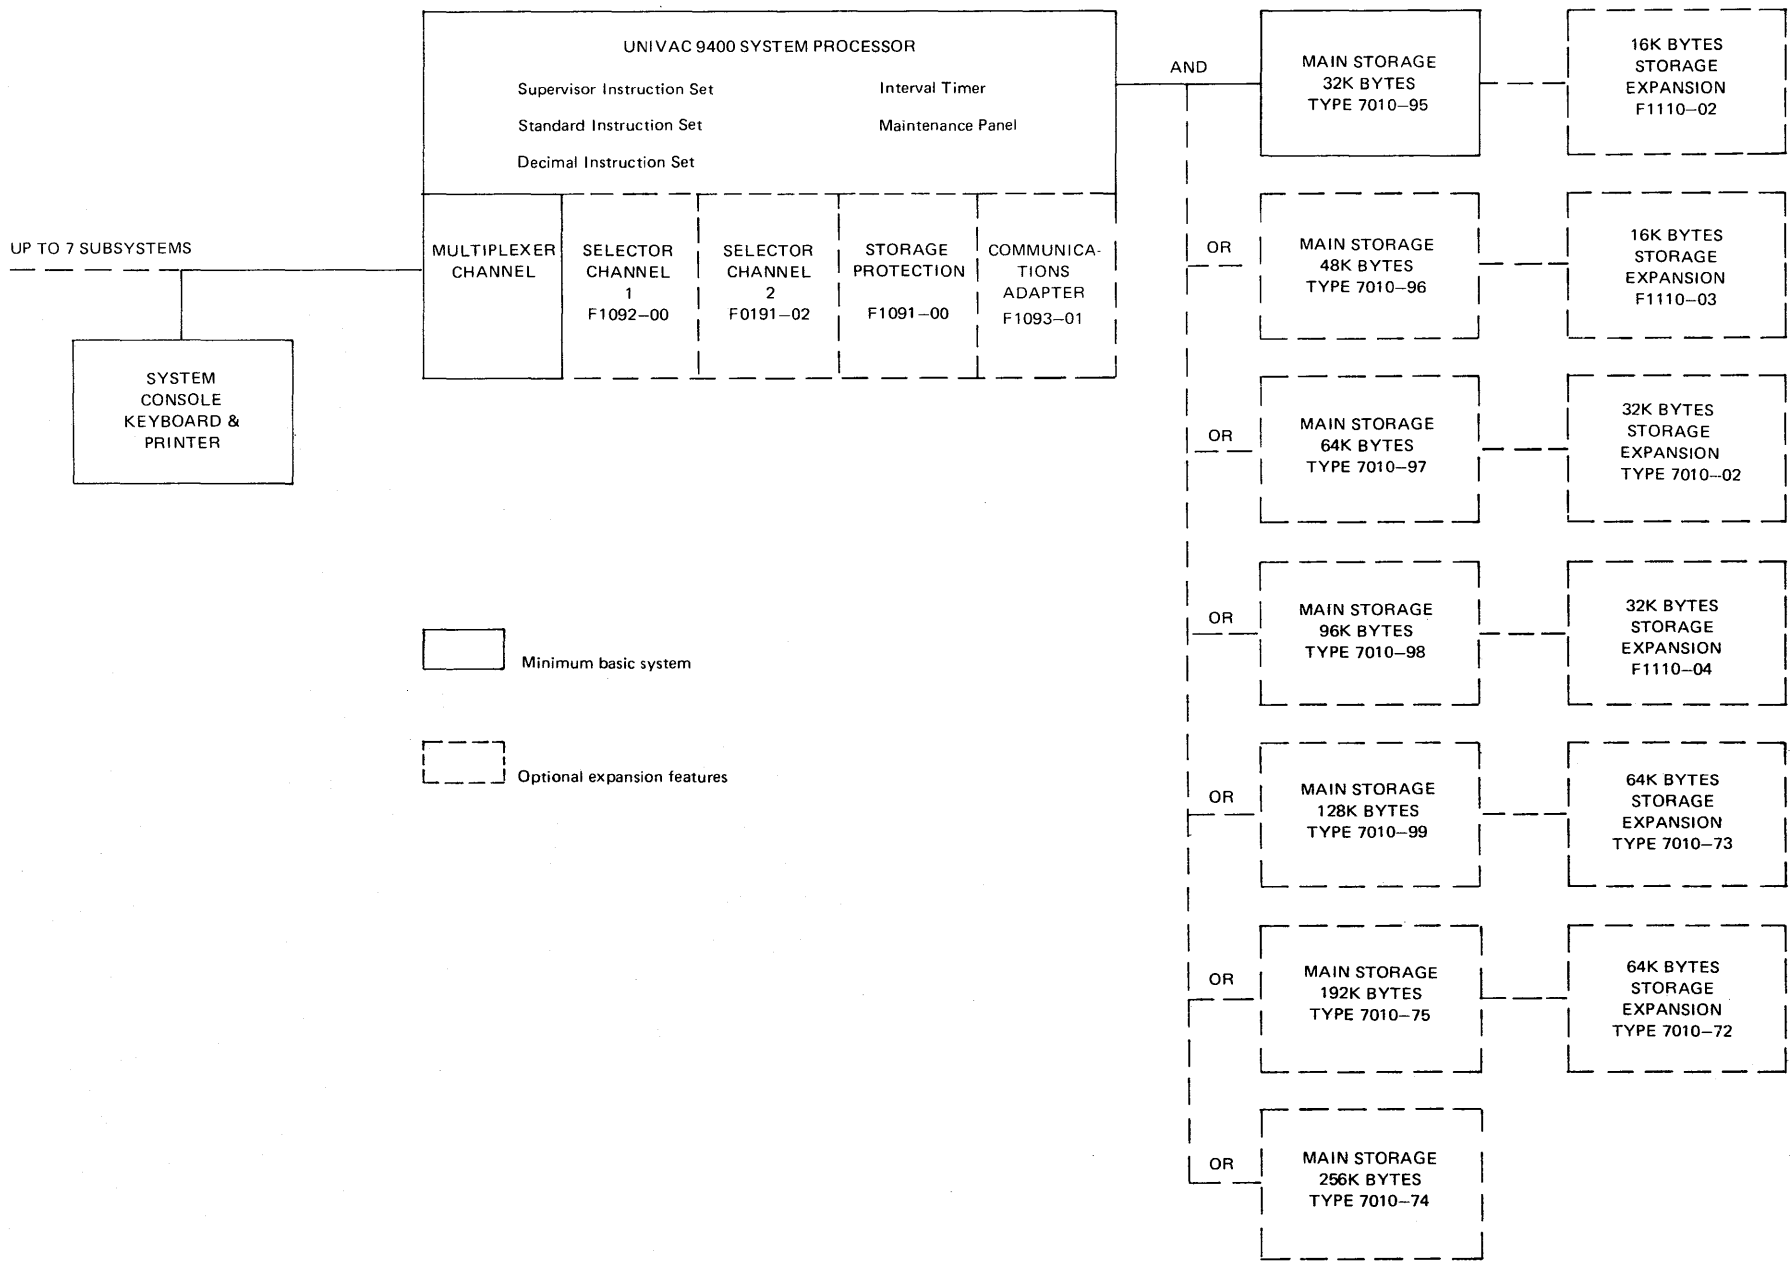 UNIVAC 9400 SYSTEM PROCESSOR
Supervisor Instruction Set
Standard Instruction Set
Decimal Instruction Set
Interval Timer
Maintenance Panel
UP TO 7 SUBSYSTEMS
MULTIPLEXER
CHANNEL
SELECTOR
CHANNEL
1
F1092-00
SELECTOR
CHANNEL
2
F0191-02
STORAGE
PROTECTION
F1091-00
COMMUNICA-
TIONS
ADAPTER
F1093-01
SYSTEM
CONSOLE
KEYBOARD &
PRINTER
Minimum basic system
Optional expansion features
AND
MAIN STORAGE
32K BYTES
TYPE 7010-95
16K BYTES
STORAGE
EXPANSION
F1110-02
OR
MAIN STORAGE
48K BYTES
TYPE 7010-96
16K BYTES
STORAGE
EXPANSION
F1110-03
OR
MAIN STORAGE
64K BYTES
TYPE 7010-97
32K BYTES
STORAGE
EXPANSION
TYPE 7010-02
OR
MAIN STORAGE
96K BYTES
TYPE 7010-98
32K BYTES
STORAGE
EXPANSION
F1110-04
OR
MAIN STORAGE
128K BYTES
TYPE 7010-99
64K BYTES
STORAGE
EXPANSION
TYPE 7010-73
OR
MAIN STORAGE
192K BYTES
TYPE 7010-75
64K BYTES
STORAGE
EXPANSION
TYPE 7010-72
OR
MAIN STORAGE
256K BYTES
TYPE 7010-74